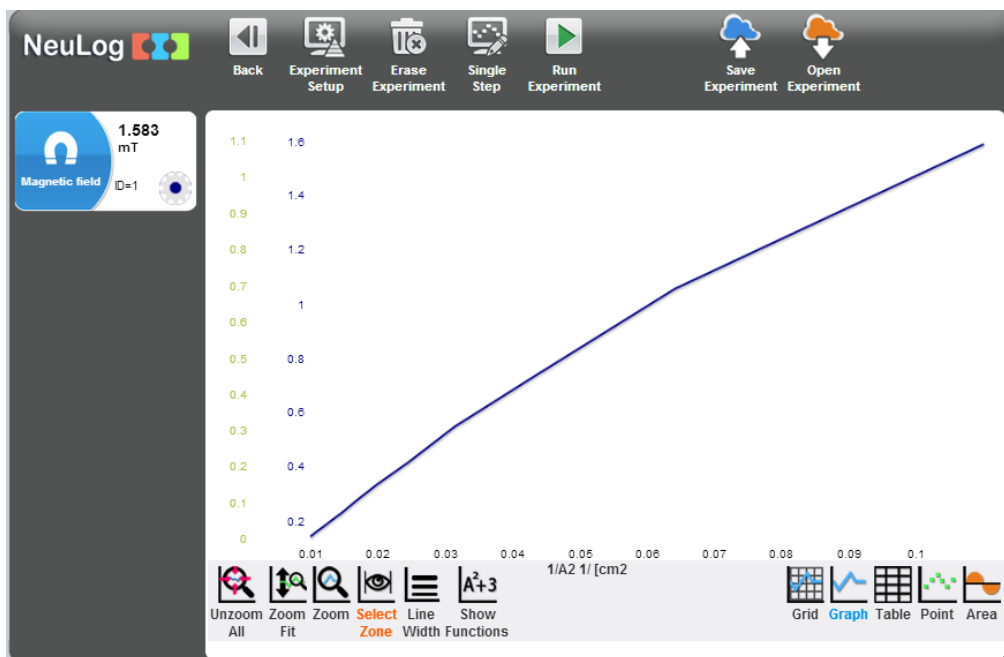 NeuLog
Back
Experiment
Setup
Erase
Experiment
Single
Step
Run
Experiment
Save
Experiment
Open
Experiment
1.583
mT
Magnetic field
ID=1
1.1
1
0.9
0.8
0.7
0.6
0.5
0.4
0.3
0.2
0.1
0
1.6
1.4
1.2
1
0.8
0.6
0.4
0.2
0.01 0.02 0.03 0.04 0.05 0.06 0.07 0.08 0.09 0.1
1/A2 1/ [cm2
Unzoom
All
Zoom
Fit
Zoom
Select
Zone
Line
Width
A²+3
Show
Functions
Grid
Graph
Table
Point
Area